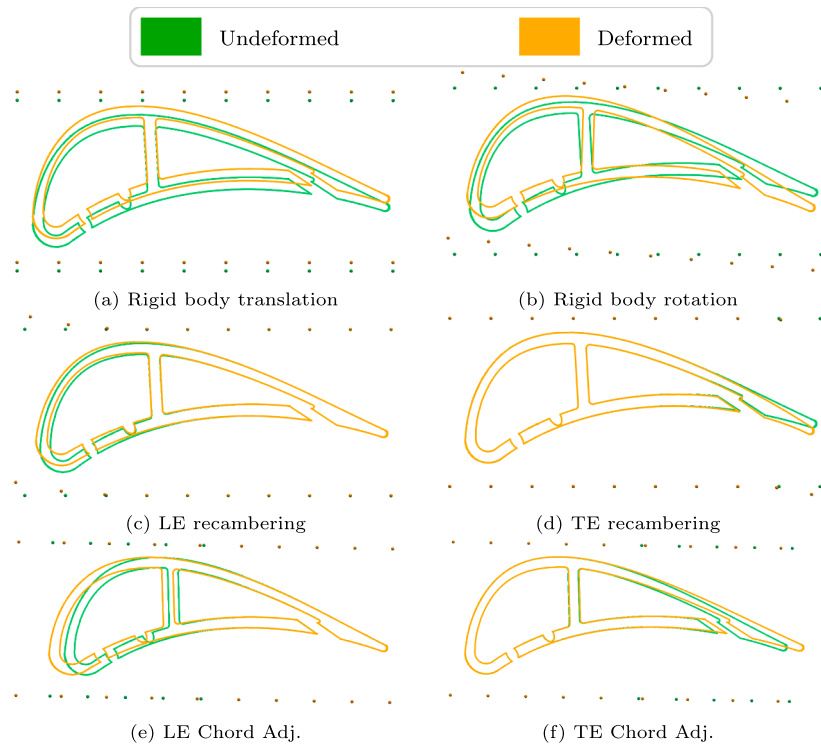 Undeformed Deformed
(a) Rigid body translation (b) Rigid body rotation
(c) LE recambering (d) TE recambering
(e) LE Chord Adj. (f) TE Chord Adj.